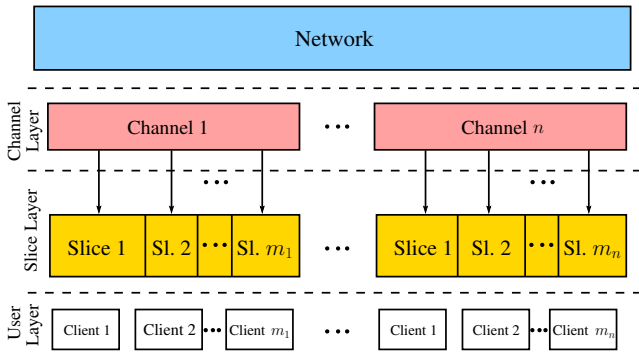 Network
Channel Layer
Channel 1 ... Channel n
...
...
Slice Layer
Slice 1 Sl. 2 ... Sl. m₁ ... Slice 1 Sl. 2 ... Sl. mₙ
User Layer
Client 1 Client 2 ... Client m₁ ... Client 1 Client 2 ... Client mₙ